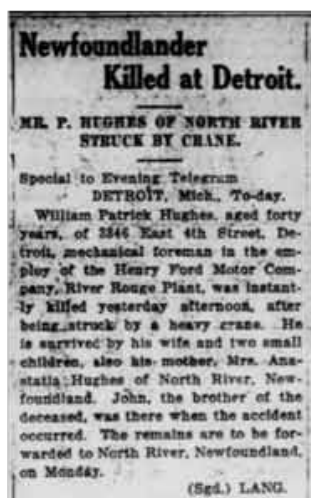 Newfoundlander
Killed at Detroit.
MR. P. HUGHES OF NORTH RIVER
STRUCK BY CRANE.
Special to Evening Telegram
DETROIT, Mich., To-day.
William Patrick Hughes, aged forty
years, of 3846 East 4th Street, De-
troit, mechanical foreman in the em-
ploy of the Henry Ford Motor Com-
pany, River Rouge Plant, was instant-
ly killed yesterday afternoon, after
being struck by a heavy crane. He
is survived by his wife and two small
children, also his mother, Mrs. Ana-
statia Hughes of North River, New-
foundland. John, the brother of the
deceased, was there when the accident
occurred. The remains are to be for-
warded to North River, Newfoundland,
on Monday.
(Sgd.) LANG.